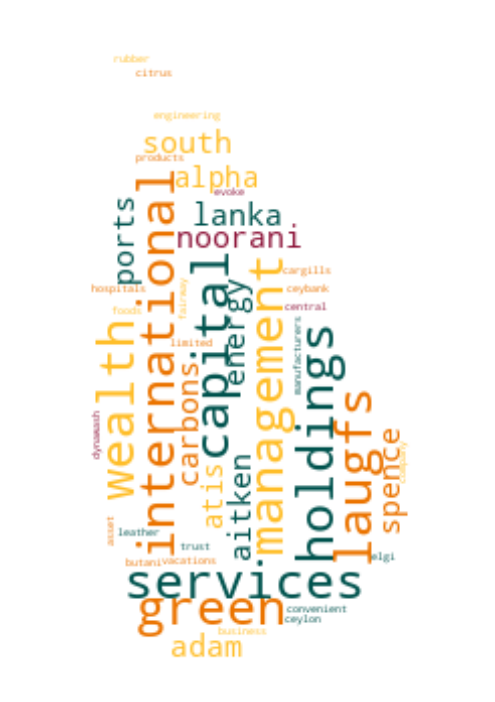 rubber
citrus
engineering
south
products
alpha
evoke
ports
lanka
international
noorani
capital
management
cargills
hospitals
ceybank
energy
fairway
central
foods
wealth
manufacturers
holdings
limited
carbons
laugfs
dynawash
spence
company
atis
aitken
asset
leather
trust
elgi
butani
vacations
services
green
convenient
ceylon
business
adam